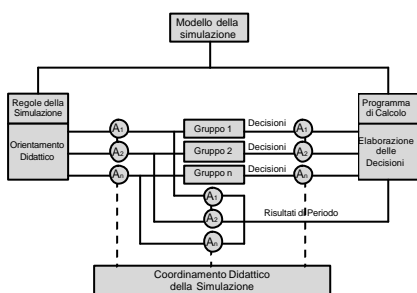 Modello della
simulazione
Regole della
Simulazione
Programma
di Calcolo
Orientamento
Didattico
A1
Gruppo 1
Decisioni
A1
A2
Gruppo 2
Decisioni
A2
An
Gruppo n
Decisioni
An
Elaborazione
delle
Decisioni
A1
A2
Risultati di Periodo
An
Coordinamento Didattico
della Simulazione